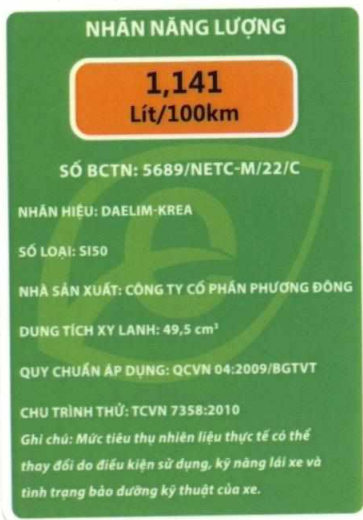 NHÃN NĂNG LƯỢNG
1,141
Lít/100km
SỐ BCTN: 5689/NETC-M/22/C
NHÃN HIỆU: DAELIM-KREA
SỐ LOẠI: SI50
NHÀ SẢN XUẤT: CÔNG TY CỔ PHẦN PHƯƠNG ĐÔNG
DUNG TÍCH XY LANH: 49,5 cm³
QUY CHUẨN ÁP DỤNG: QCVN 04:2009/BGTVT
CHU TRÌNH THỬ: TCVN 7358:2010
Ghi chú: Mức tiêu thụ nhiên liệu thực tế có thể
thay đổi do điều kiện sử dụng, kỹ năng lái xe và
tình trạng bảo dưỡng kỹ thuật của xe.